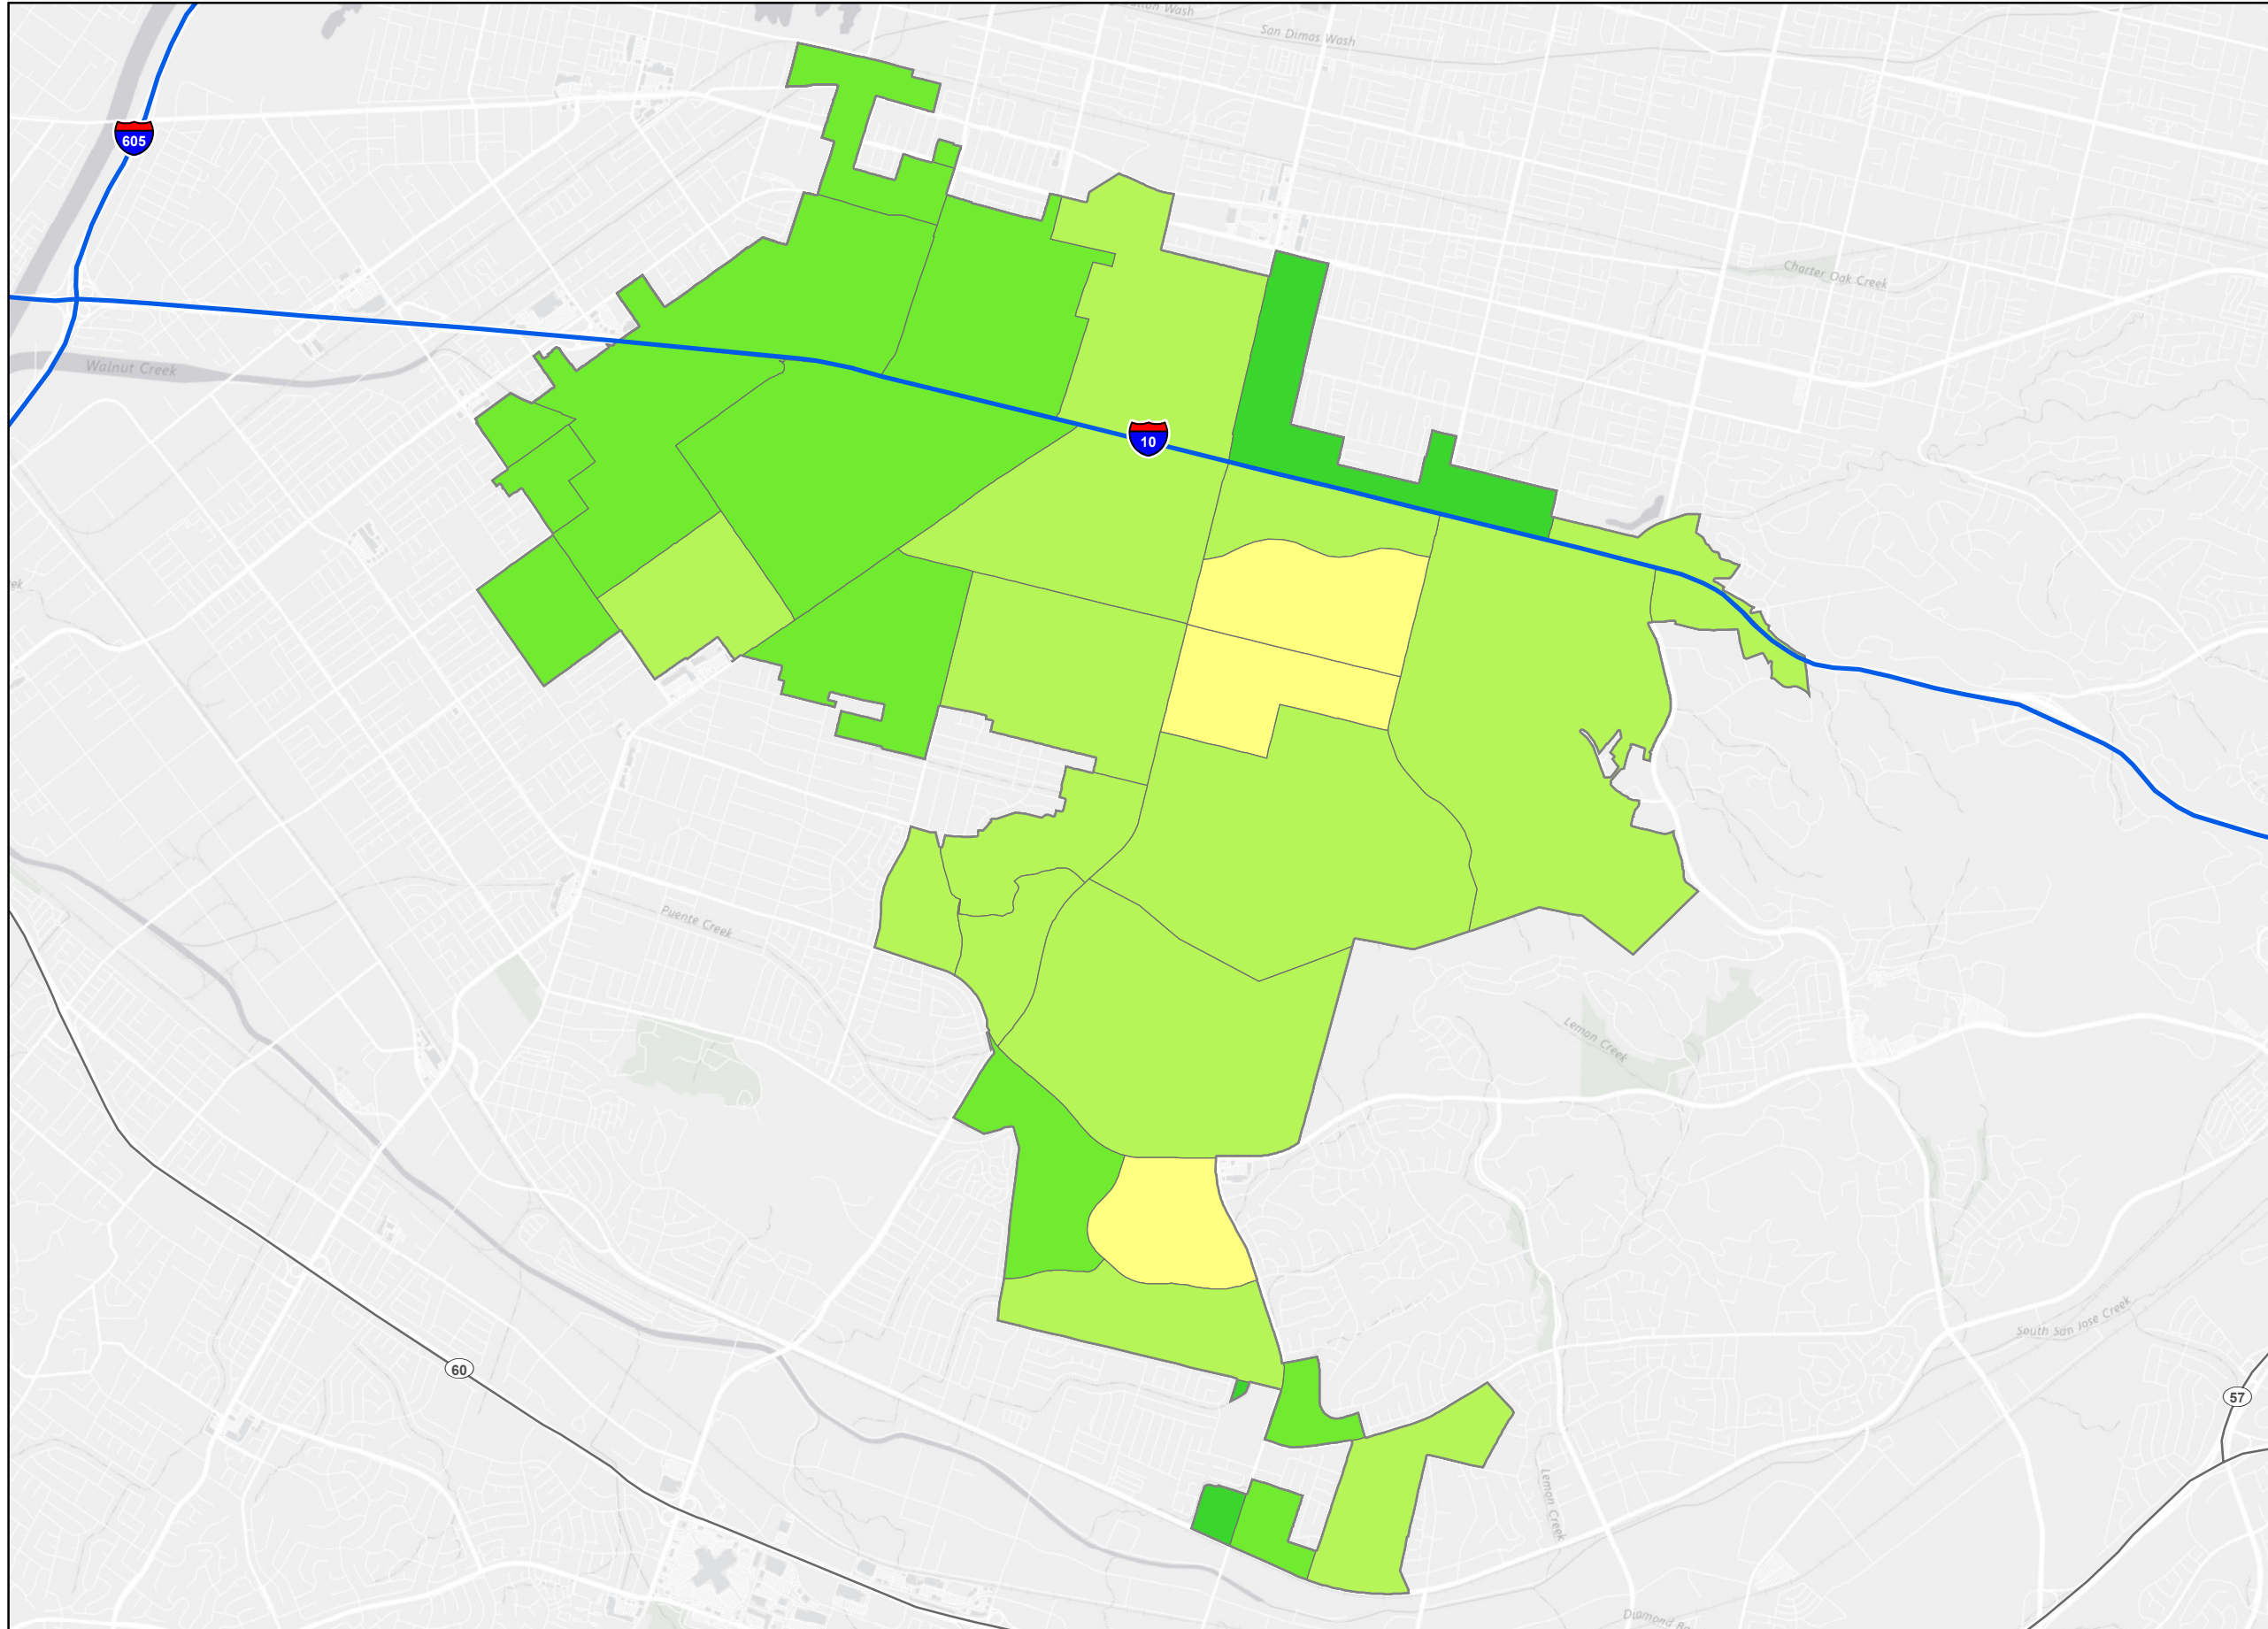 San Dimas Wash
605
Charter Oak Creek
Walnut Creek
10
Puente Creek
Lemon Creek
South San Jose Creek
60
57
Lemon Creek
Diamond